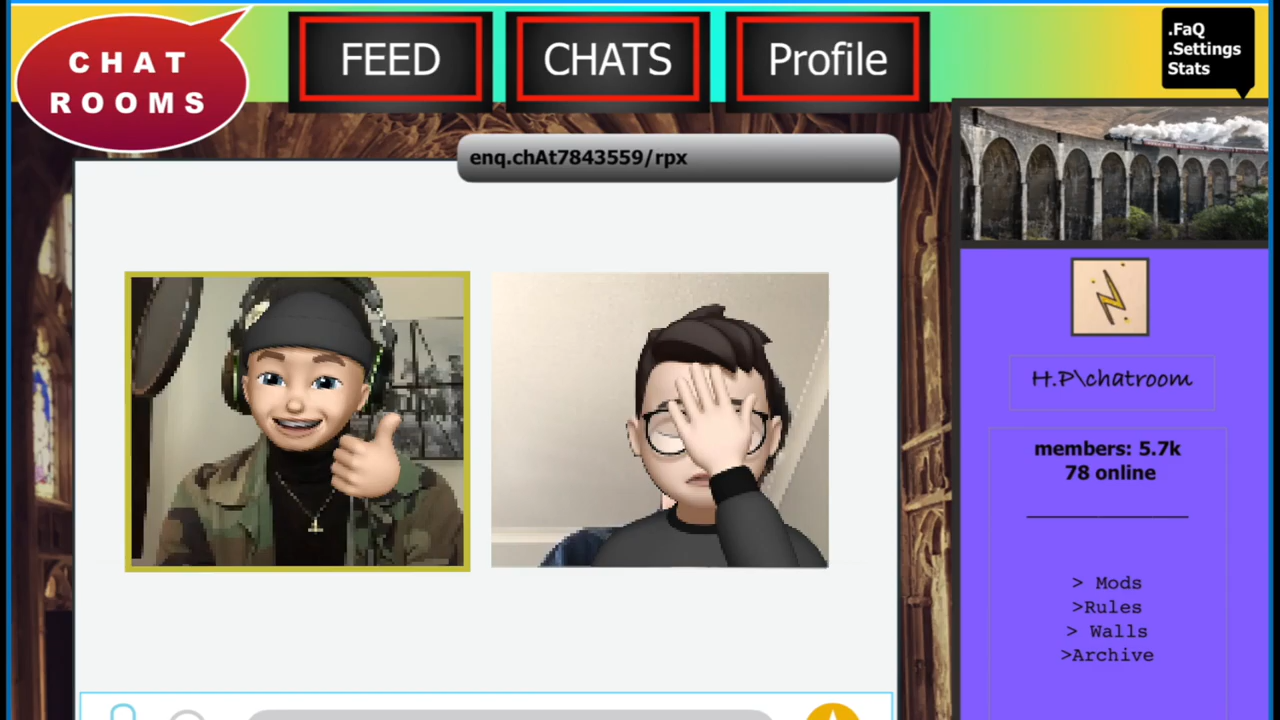 CHAT
ROOMS
FEED
CHATS
Profile
.FaQ
.Settings
Stats
enq.chAt7843559/rpx
H.P\chatroom
members: 5.7k
78 online
> Mods
>Rules
> Walls
>Archive